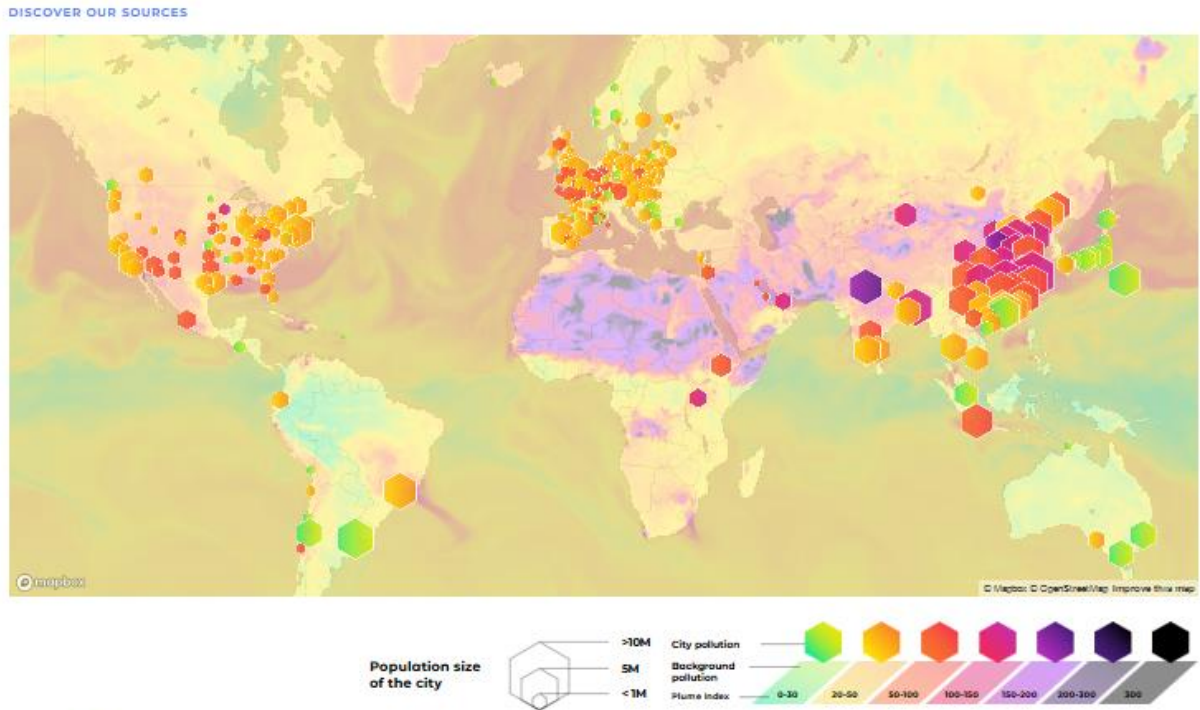 DISCOVER OUR SOURCES
mapbox
© Mapbox © OpenStreetMap Improve this map
Population size
of the city
>10M
5M
<1M
City pollution
Background
pollution
Plume Index
0-30
20-50
50-100
100-150
150-200
200-300
300